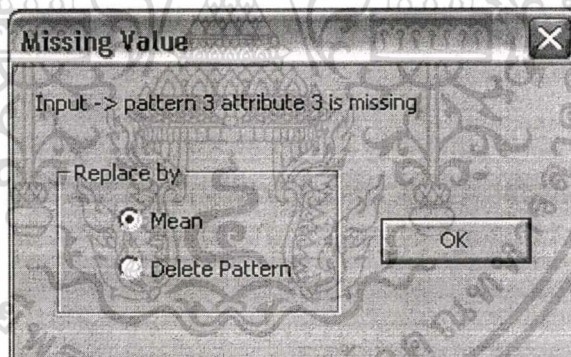 Missing Value
Input -> pattern 3 attribute 3 is missing
Replace by
Mean
OK
Delete Pattern